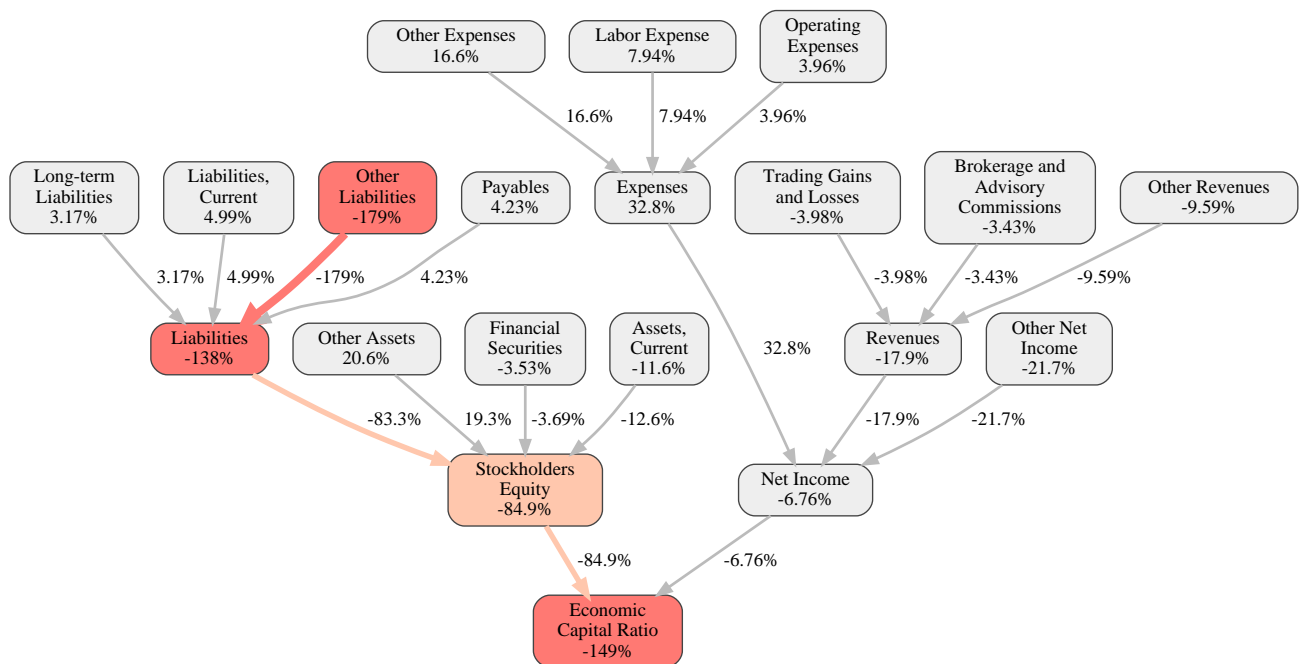 Other Expenses
16.6%
Labor Expense
7.94%
Operating
Expenses
3.96%
16.6%
7.94%
3.96%
Long-term
Liabilities
3.17%
Liabilities,
Current
4.99%
Other
Liabilities
-179%
Payables
4.23%
Expenses
32.8%
Trading Gains
and Losses
-3.98%
Brokerage and
Advisory
Commissions
-3.43%
Other Revenues
-9.59%
3.17%
4.99%
-179%
4.23%
-3.98%
-3.43%
-9.59%
Liabilities
-138%
Other Assets
20.6%
Financial
Securities
-3.53%
Assets,
Current
-11.6%
32.8%
Revenues
-17.9%
Other Net
Income
-21.7%
-83.3%
19.3%
-3.69%
-12.6%
-17.9%
-21.7%
Stockholders
Equity
-84.9%
Net Income
-6.76%
-84.9%
-6.76%
Economic
Capital Ratio
-149%